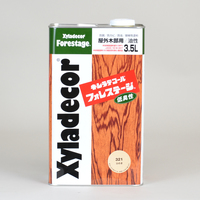 Xyladecor
Forestage
屋外木部用 油性
3.5L
Xyladecor
キシラデコール
フォレステージ
低臭性